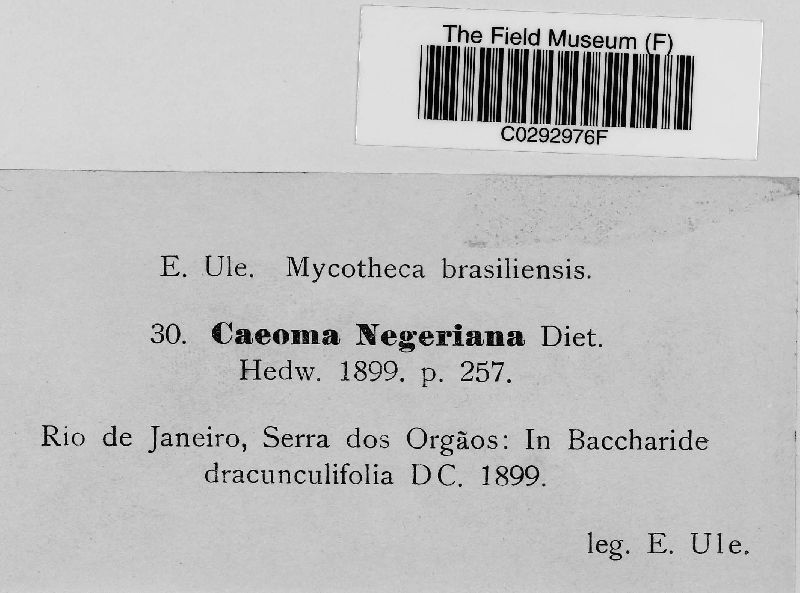 The Field Museum (F)
C0292976F
E. Ule. Mycotheca brasiliensis.
30. Caeoma Negeriana Diet.
Hedw. 1899. p. 257.
Rio de Janeiro, Serra dos Orgãos: In Baccharide
dracunculifolia DC. 1899.
leg. E. Ule.